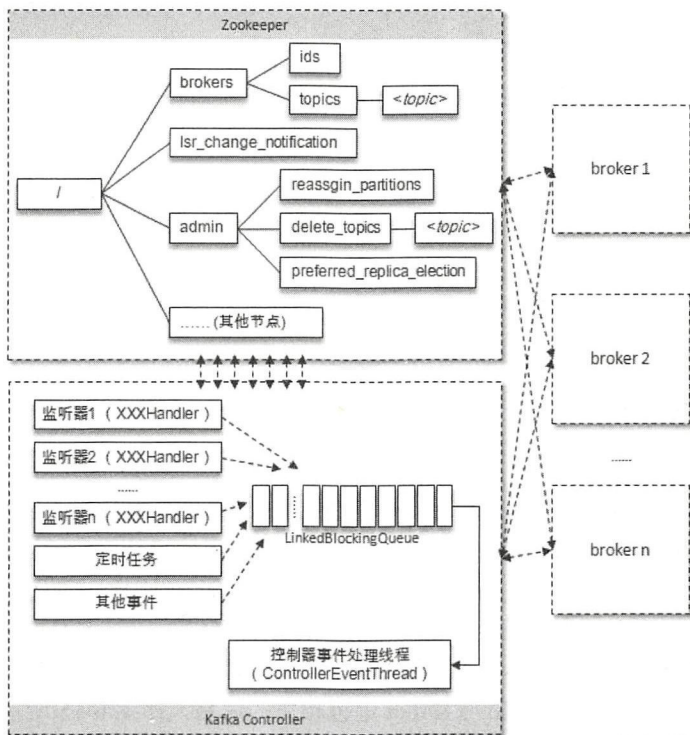 Zookeeper
ids
brokers
topics
<topic>
lsr_change_notification
/
reassgin_partitions
admin
delete_topics
<topic>
preferred_replica_election
...... (其他节点)
broker 1
broker 2
......
broker n
监听器1 ( XXXHandler )
监听器2 ( XXXHandler )
......
监听器n ( XXXHandler )
定时任务
其他事件
LinkedBlockingQueue
控制器事件处理线程
( ControllerEventThread )
Kafka Controller